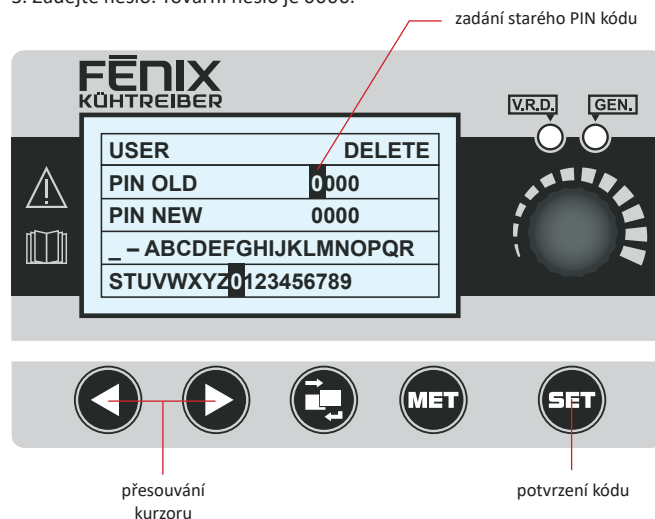 3. Zadejte heslo. Tovární heslo je 0000.
zadání starého PIN kódu
FĒNIX
KÜHTREIBER
V.R.D. GEN.
USER DELETE
PIN OLD 0000
PIN NEW 0000
_ – ABCDEFGHIJKLMNOPQR
STUVWXYZ0123456789
MET SET
přesouvání
kurzoru
potvrzení kódu